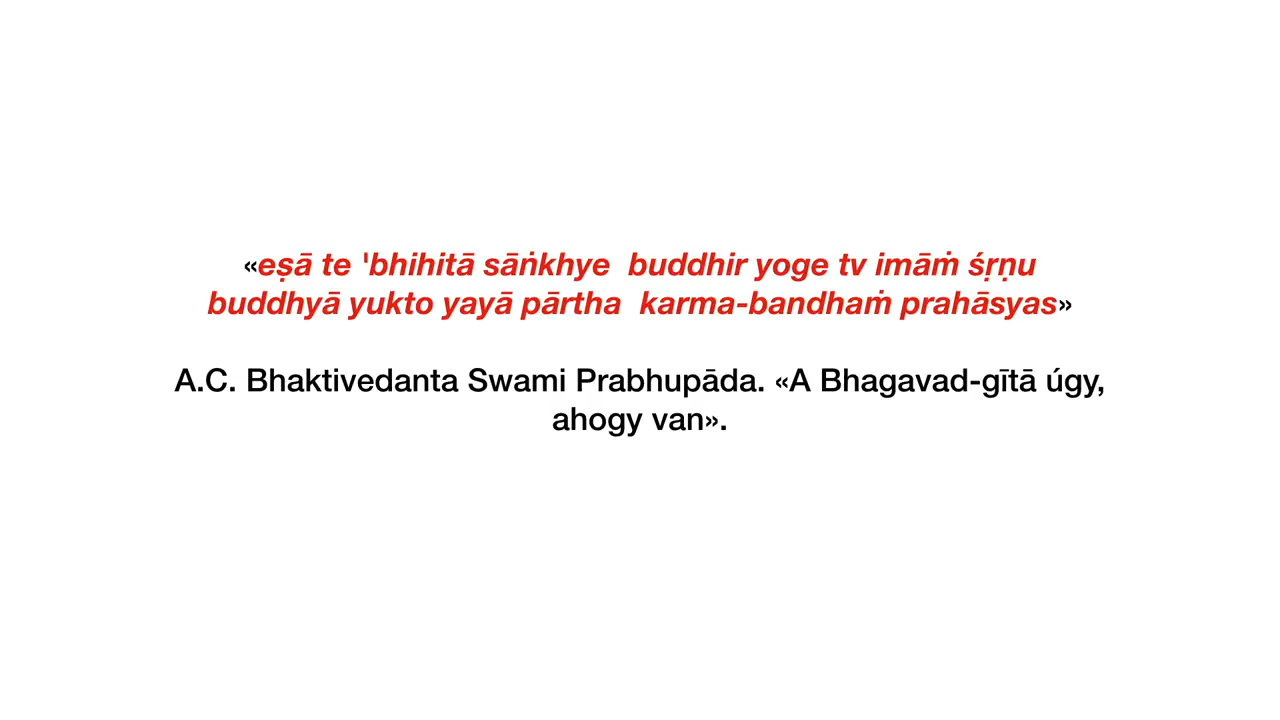 «eṣā te 'bhihitā sāṅkhye  buddhir yoge tv imāṁ śṛṇu
buddhyā yukto yayā pārtha  karma-bandhaṁ prahāsyas»
A.C. Bhaktivedanta Swami Prabhupāda. «A Bhagavad-gītā úgy,
ahogy van».